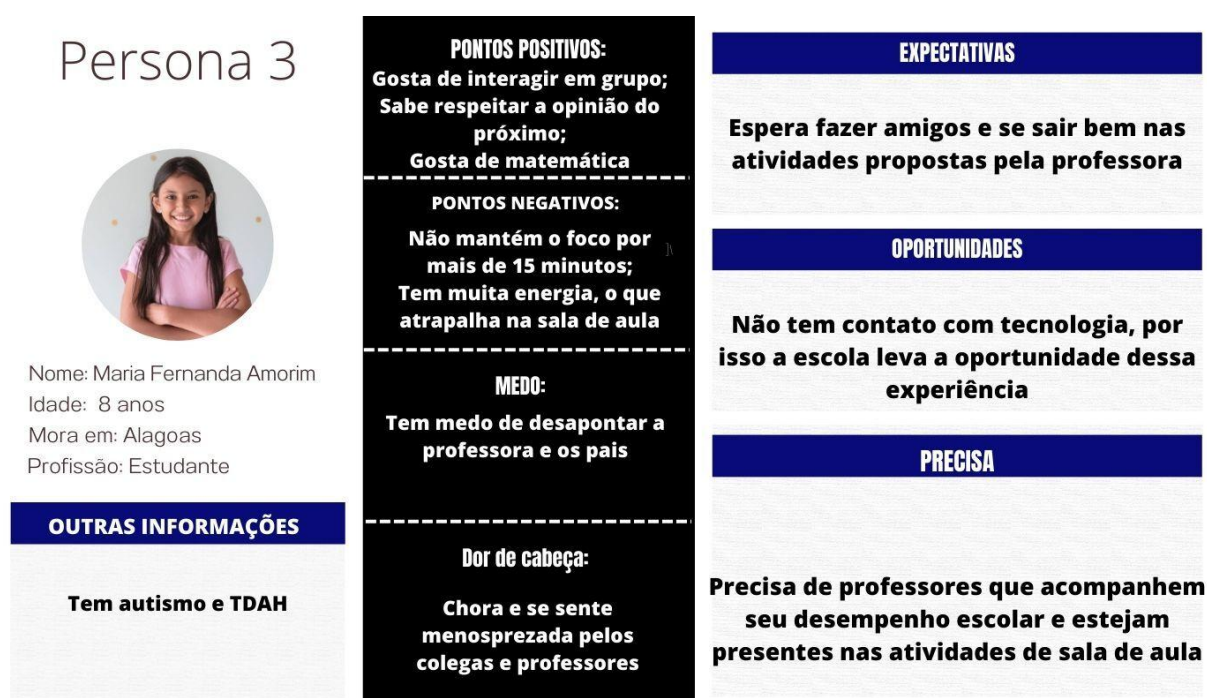 Persona 3
Nome: Maria Fernanda Amorim
Idade: 8 anos
Mora em: Alagoas
Profissão: Estudante
OUTRAS INFORMAÇÕES
Tem autismo e TDAH
PONTOS POSITIVOS:
Gosta de interagir em grupo;
Sabe respeitar a opinião do
próximo;
Gosta de matemática
PONTOS NEGATIVOS:
Não mantém o foco por
mais de 15 minutos;
Tem muita energia, o que
atrapalha na sala de aula
MEDO:
Tem medo de desapontar a
professora e os pais
Dor de cabeça:
Chora e se sente
menosprezada pelos
colegas e professores
EXPECTATIVAS
Espera fazer amigos e se sair bem nas
atividades propostas pela professora
OPORTUNIDADES
Não tem contato com tecnologia, por
isso a escola leva a oportunidade dessa
experiência
PRECISA
Precisa de professores que acompanhem
seu desempenho escolar e estejam
presentes nas atividades de sala de aula